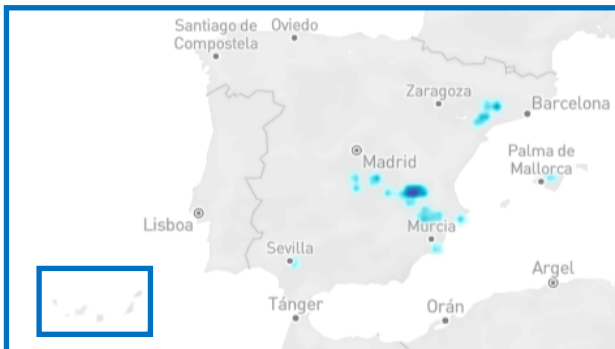 Santiago de
Compostela
Oviedo
Zaragoza
Barcelona
Madrid
Palma de
Mallorca
Lisboa
Murcia
Sevilla
Argel
Tánger
Orán